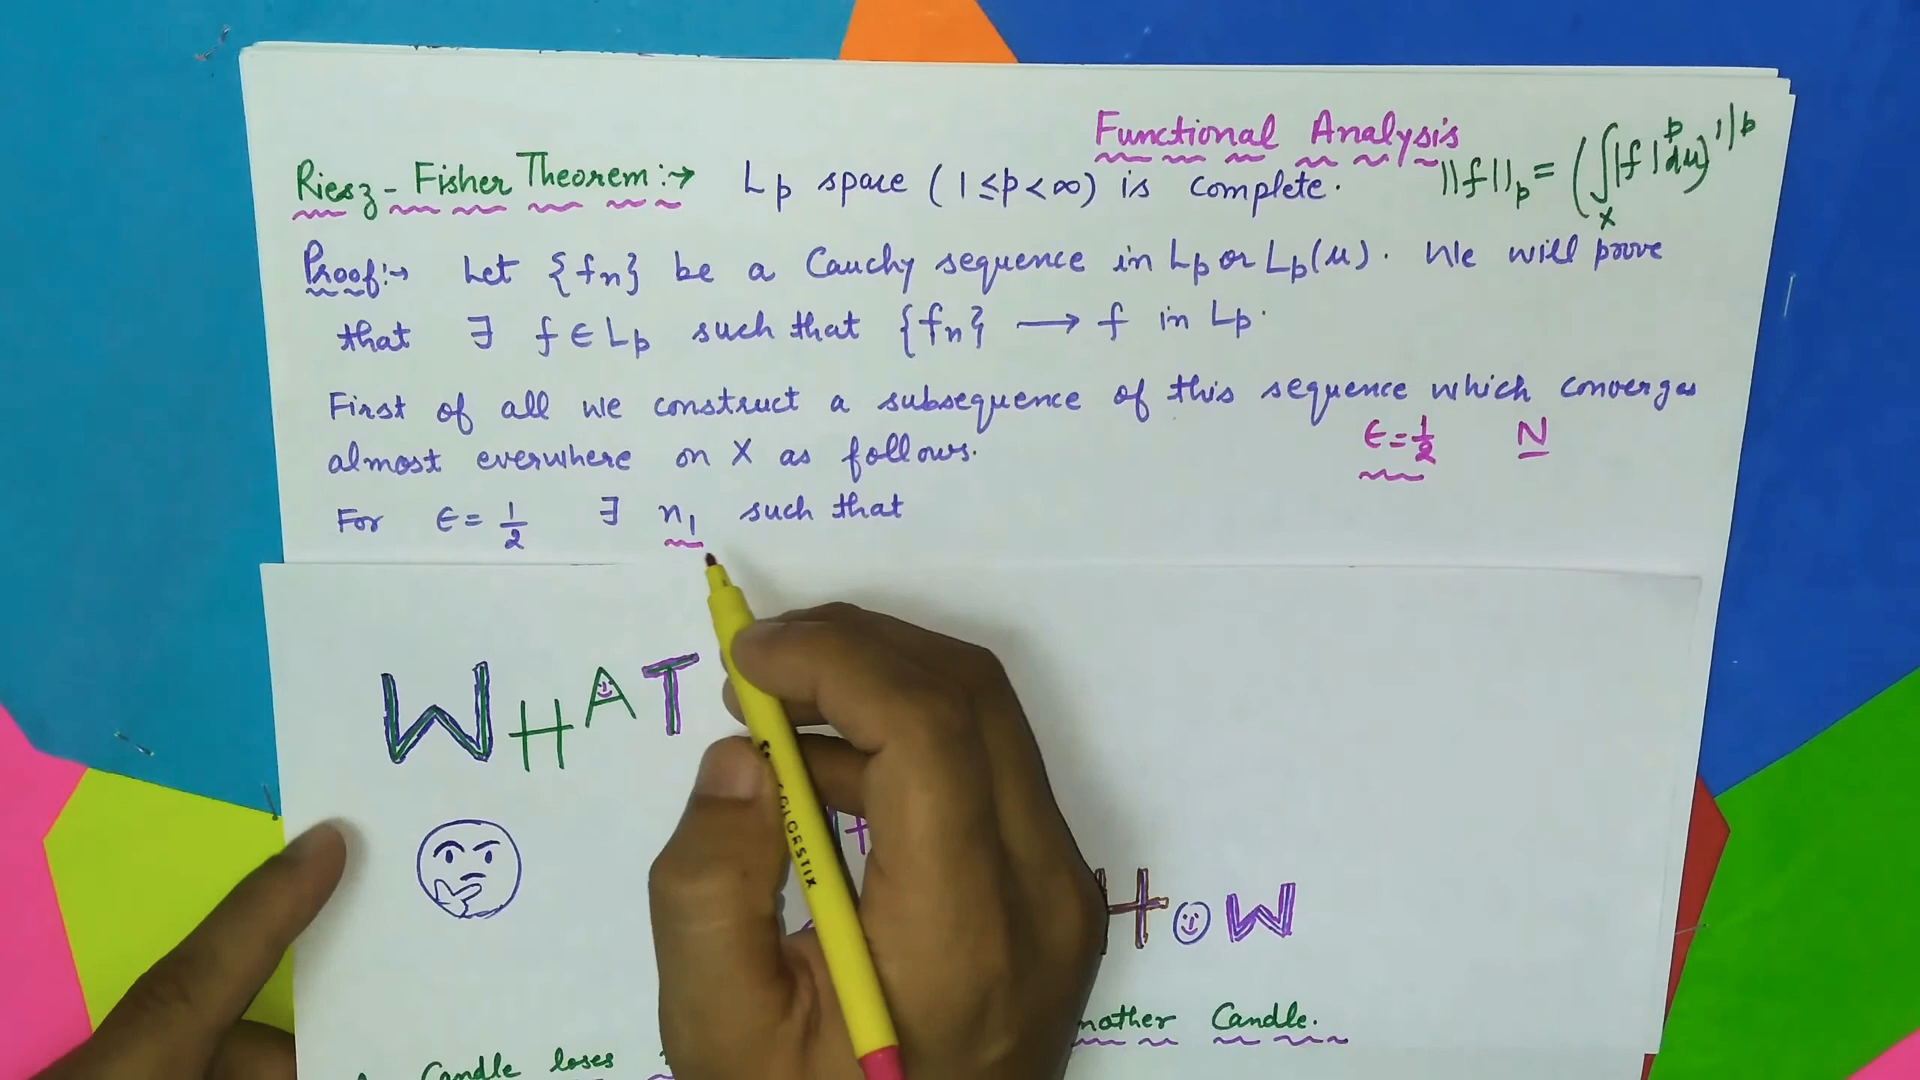 Functional Analysis
Riesz-Fisher Theorem:→ Lp space (1≤p<∞) is complete. ||f||p = (∫X |f|^p dμ)^1/p
Proof:→ Let {fn} be a Cauchy sequence in Lp or Lp(μ). We will prove
that ∃ f ∈ Lp such that {fn} ⟶ f in Lp.
First of all we construct a subsequence of this sequence which converges
almost everwhere on X as follows.
ϵ=1/2 N
For ϵ = 1/2 ∃ n1 such that
WHAT
HOW
COLORSTIX
another Candle.
Candle loses